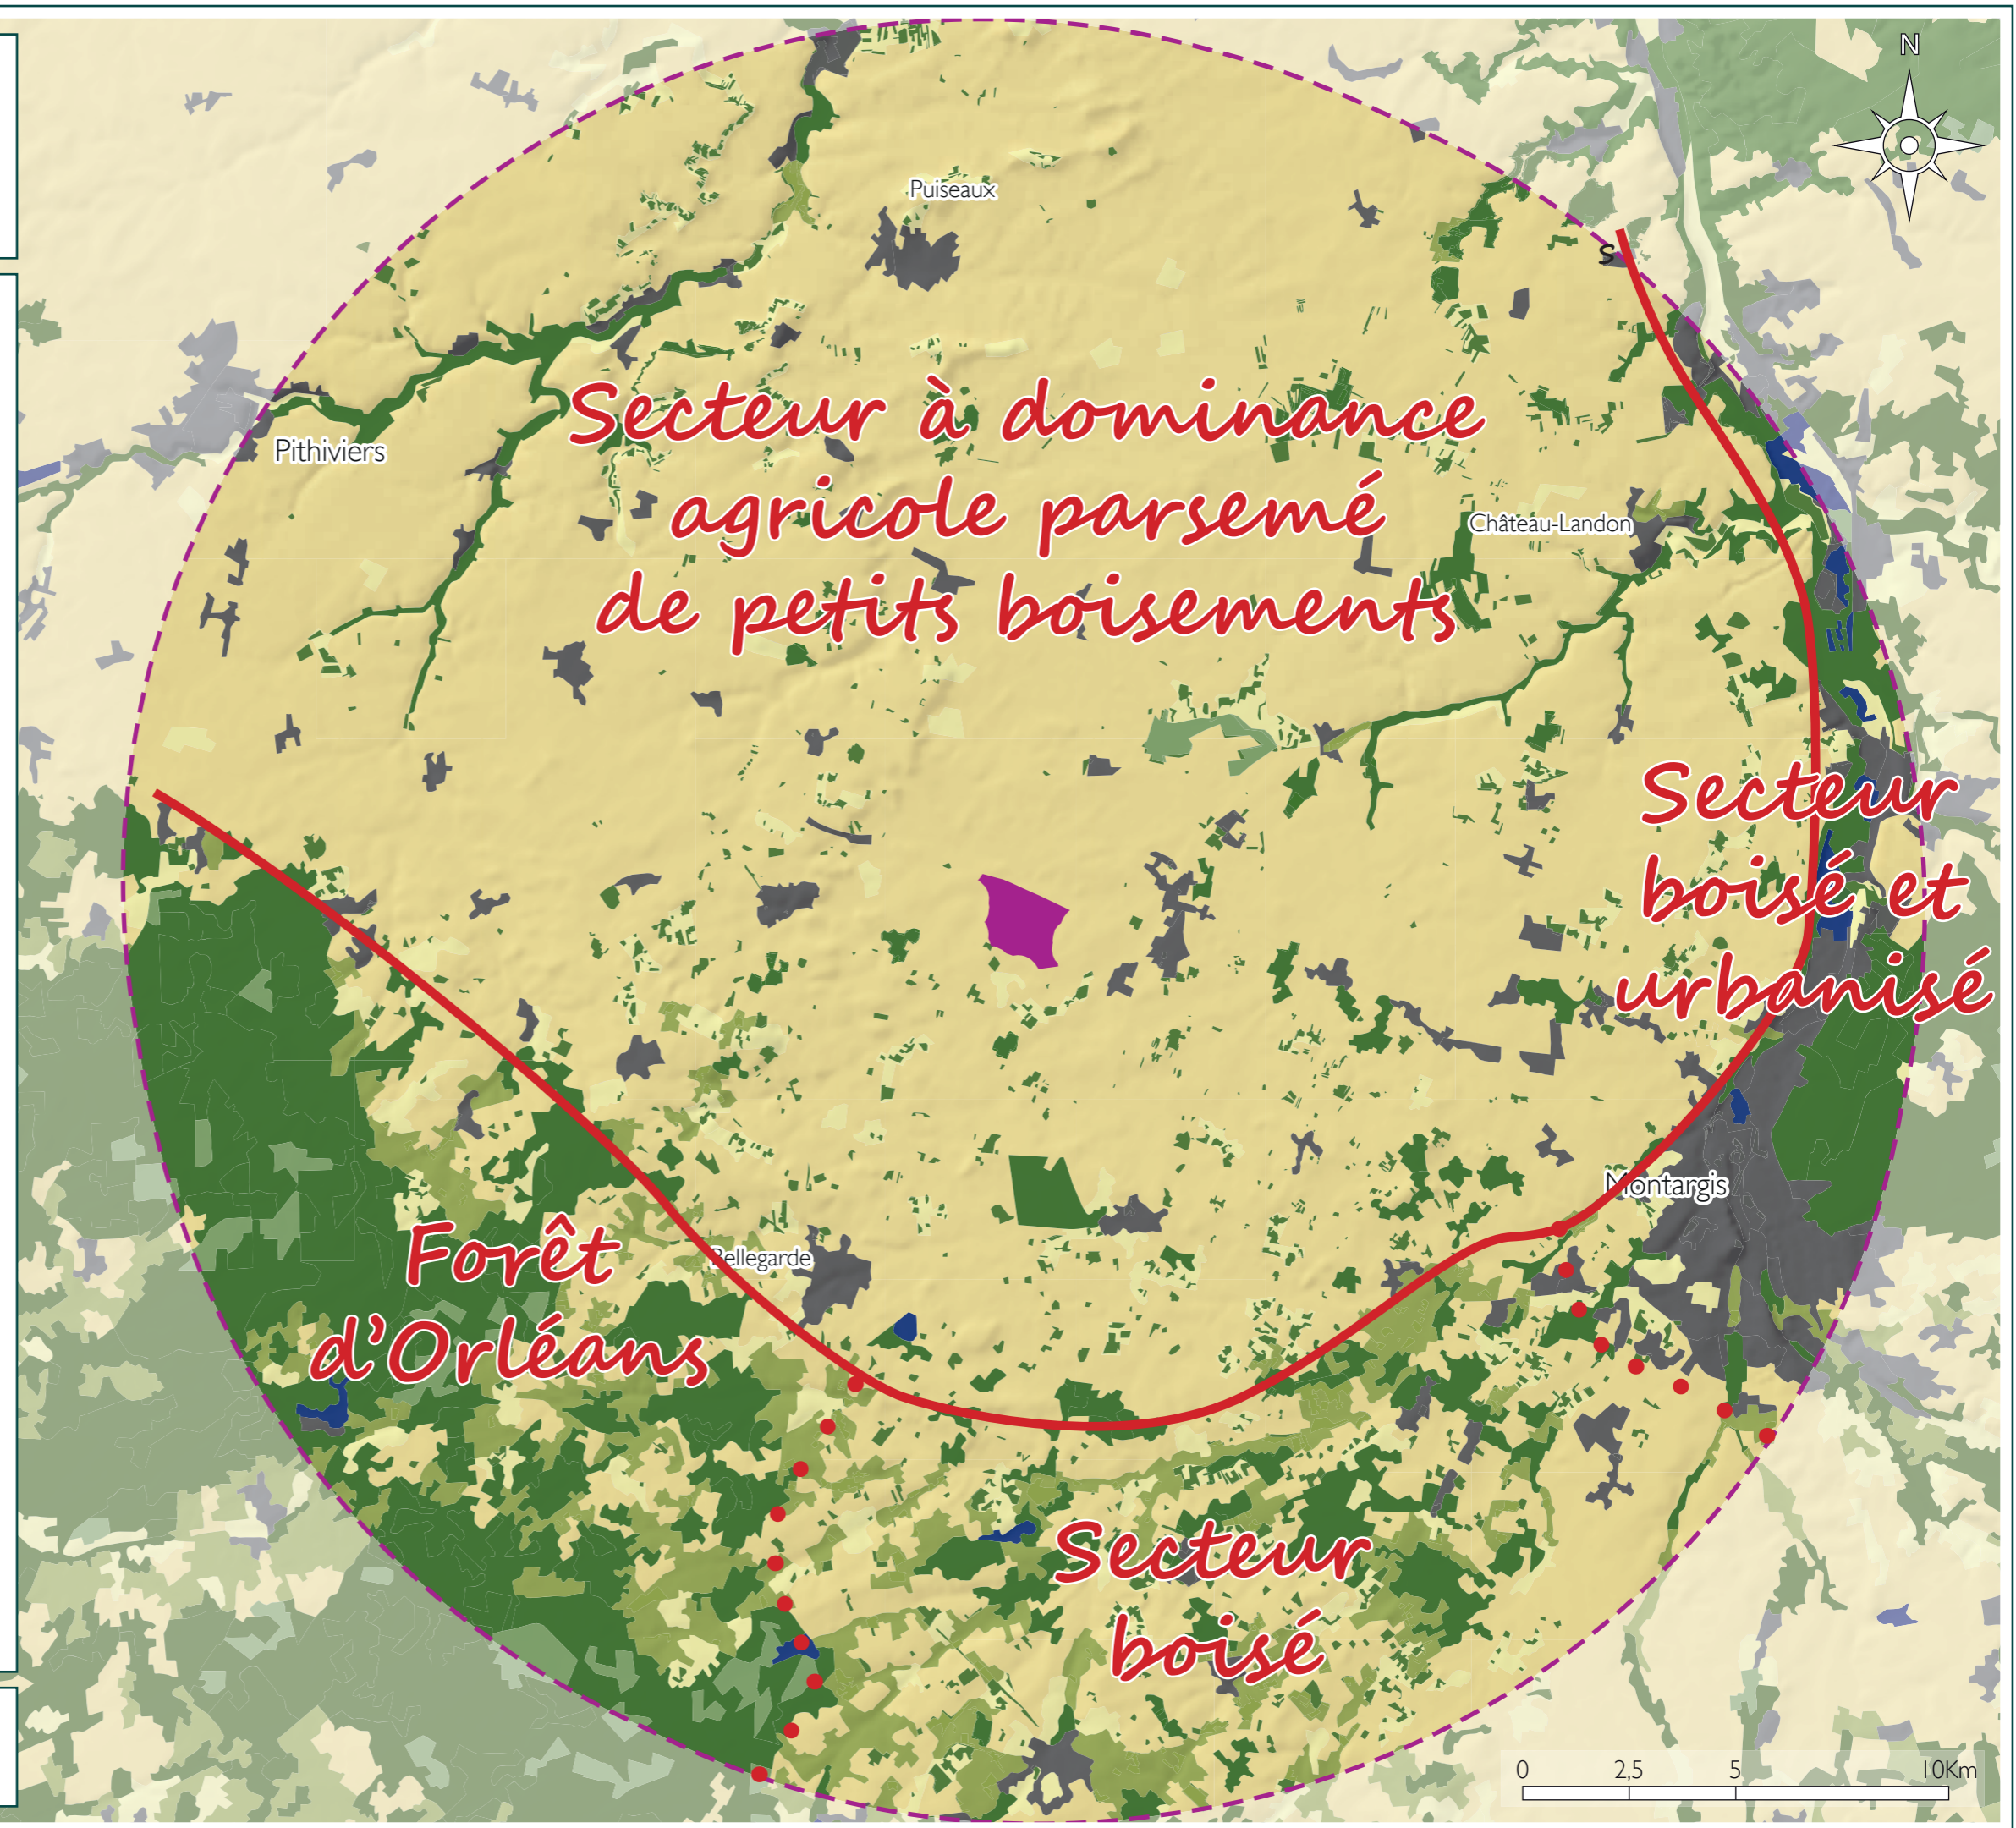 N
Puiseaux
s
Pithiviers
Secteur à dominance
agricole parsemé
de petits boisements
Château-Landon
Secteur
boisé et
urbanisé
Montargis
Bellegarde
Forêt
d'Orléans
Secteur
boisé
0 2,5 5 10Km